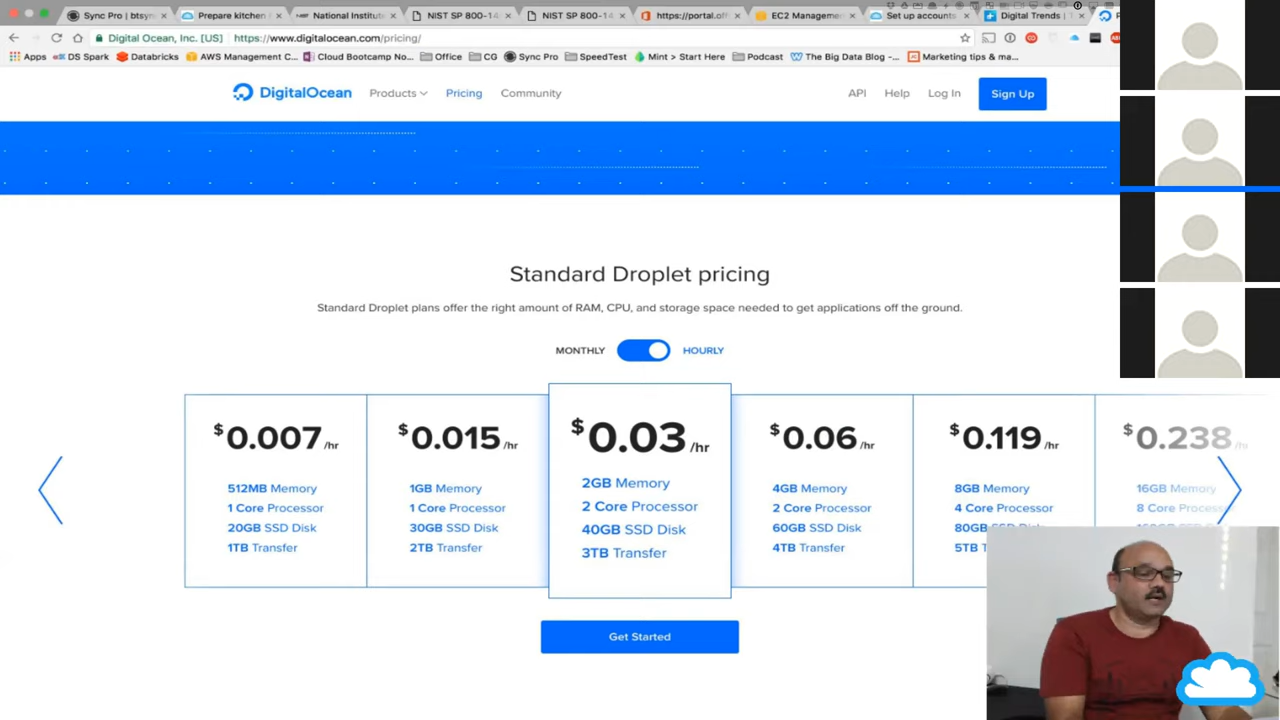 Sync Pro | btsyn
Prepare kitchen
National Institute
NIST SP 800-14
NIST SP 800-14
https://portal.off
EC2 Managemen
Set up accounts
Digital Trends | T
Digital Ocean, Inc. [US]
https://www.digitalocean.com/pricing/
Apps
DS Spark
Databricks
AWS Management C...
Cloud Bootcamp No...
Office
CG
Sync Pro
SpeedTest
Mint > Start Here
Podcast
The Big Data Blog -...
Marketing tips & ma...
DigitalOcean
Products
Pricing
Community
API
Help
Log In
Sign Up
Standard Droplet pricing
Standard Droplet plans offer the right amount of RAM, CPU, and storage space needed to get applications off the ground.
MONTHLY
HOURLY
$0.007 /hr
512MB Memory
1 Core Processor
20GB SSD Disk
1TB Transfer
$0.015 /hr
1GB Memory
1 Core Processor
30GB SSD Disk
2TB Transfer
$0.03 /hr
2GB Memory
2 Core Processor
40GB SSD Disk
3TB Transfer
$0.06 /hr
4GB Memory
2 Core Processor
60GB SSD Disk
4TB Transfer
$0.119 /hr
8GB Memory
4 Core Processor
80GB SSD Disk
5TB T
$0.238 /hr
16GB Memory
8 Core Processor
Get Started